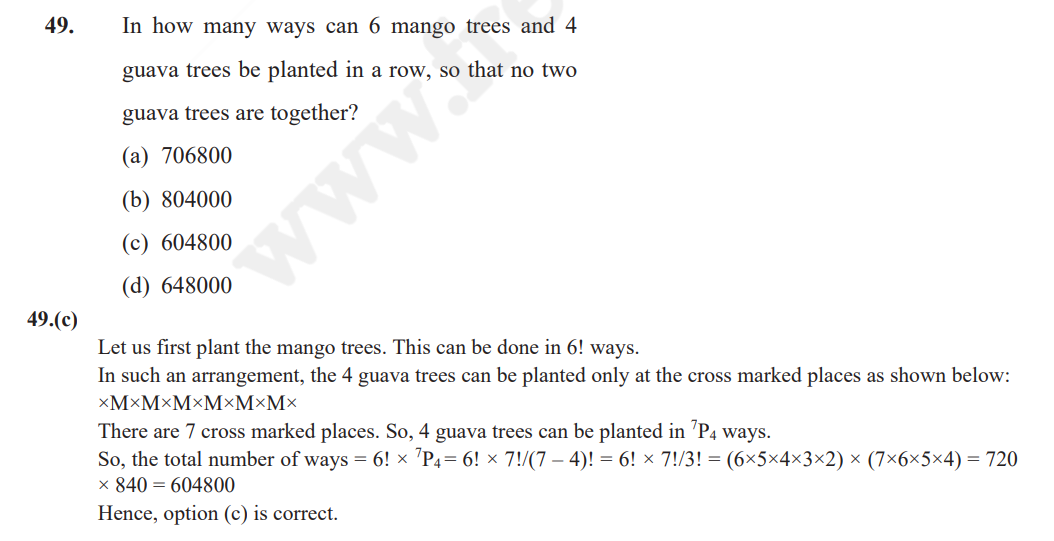 49. In how many ways can 6 mango trees and 4
guava trees be planted in a row, so that no two
guava trees are together?
(a) 706800
(b) 804000
(c) 604800
(d) 648000
49.(c)
Let us first plant the mango trees. This can be done in 6! ways.
In such an arrangement, the 4 guava trees can be planted only at the cross marked places as shown below:
×M×M×M×M×M×M×
There are 7 cross marked places. So, 4 guava trees can be planted in ⁷P₄ ways.
So, the total number of ways = 6! × ⁷P₄= 6! × 7!/(7 – 4)! = 6! × 7!/3! = (6×5×4×3×2) × (7×6×5×4) = 720
× 840 = 604800
Hence, option (c) is correct.
www.fre